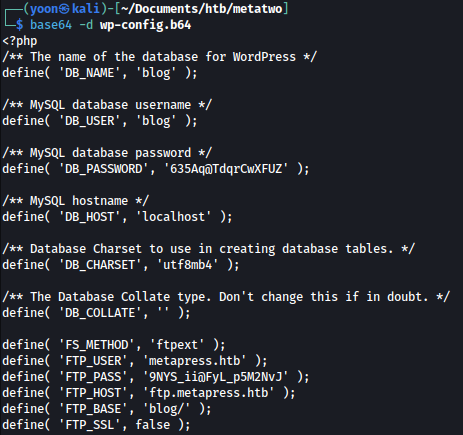 ┌──(yoon㉿kali)-[~/Documents/htb/metatwo]
└─$ base64 -d wp-config.b64
<?php
/** The name of the database for WordPress */
define( 'DB_NAME', 'blog' );

/** MySQL database username */
define( 'DB_USER', 'blog' );

/** MySQL database password */
define( 'DB_PASSWORD', '635Aq@TdqrCwXFUZ' );

/** MySQL hostname */
define( 'DB_HOST', 'localhost' );

/** Database Charset to use in creating database tables. */
define( 'DB_CHARSET', 'utf8mb4' );

/** The Database Collate type. Don't change this if in doubt. */
define( 'DB_COLLATE', '' );

define( 'FS_METHOD', 'ftpext' );
define( 'FTP_USER', 'metapress.htb' );
define( 'FTP_PASS', '9NYS_ii@FyL_p5M2NvJ' );
define( 'FTP_HOST', 'ftp.metapress.htb' );
define( 'FTP_BASE', 'blog/' );
define( 'FTP_SSL', false );